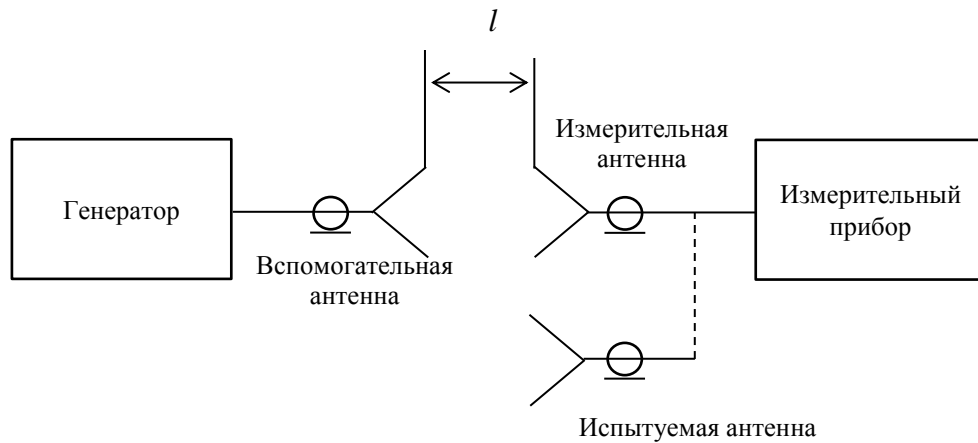 l
Генератор
Вспомогательная
антенна
Измерительная
антенна
Измерительный
прибор
Испытуемая антенна